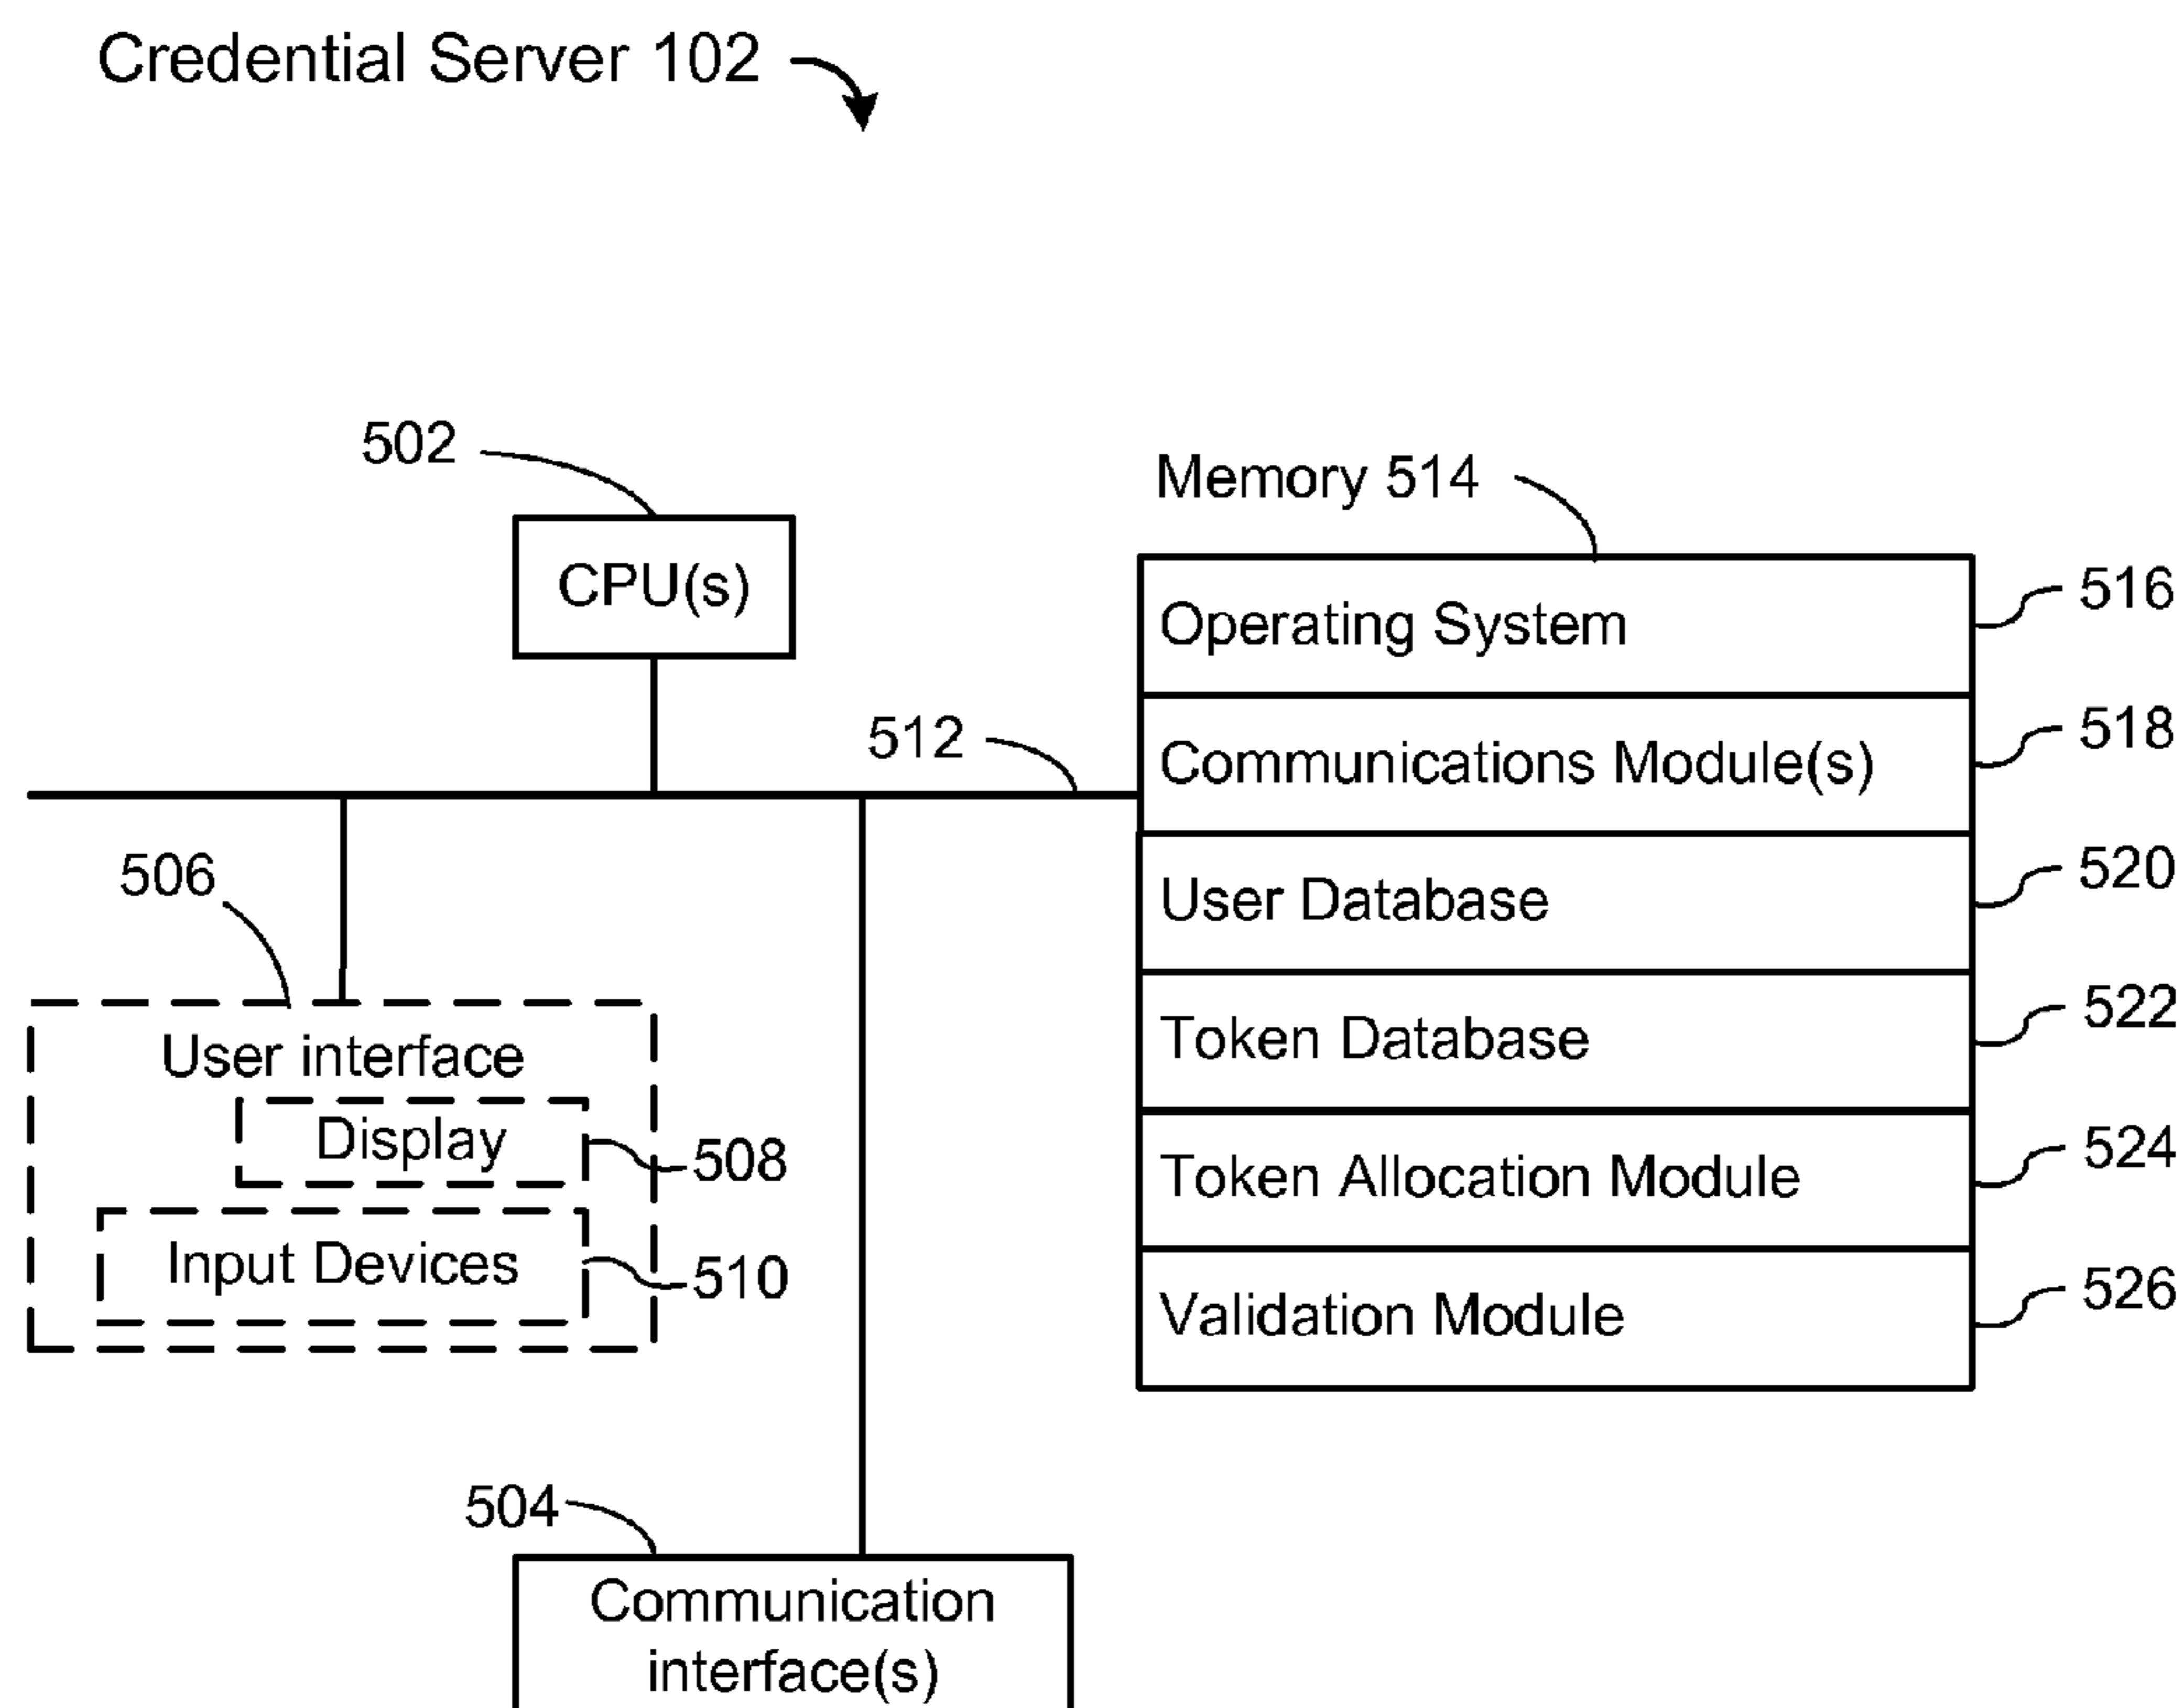 Credential Server 102
502
CPU(s)
Memory 514
Operating System
516
Communications Module(s)
518
512
User Database
520
506
Token Database
522
User interface
Display
508
Token Allocation Module
524
Input Devices
510
Validation Module
526
504
Communication
interface(s)